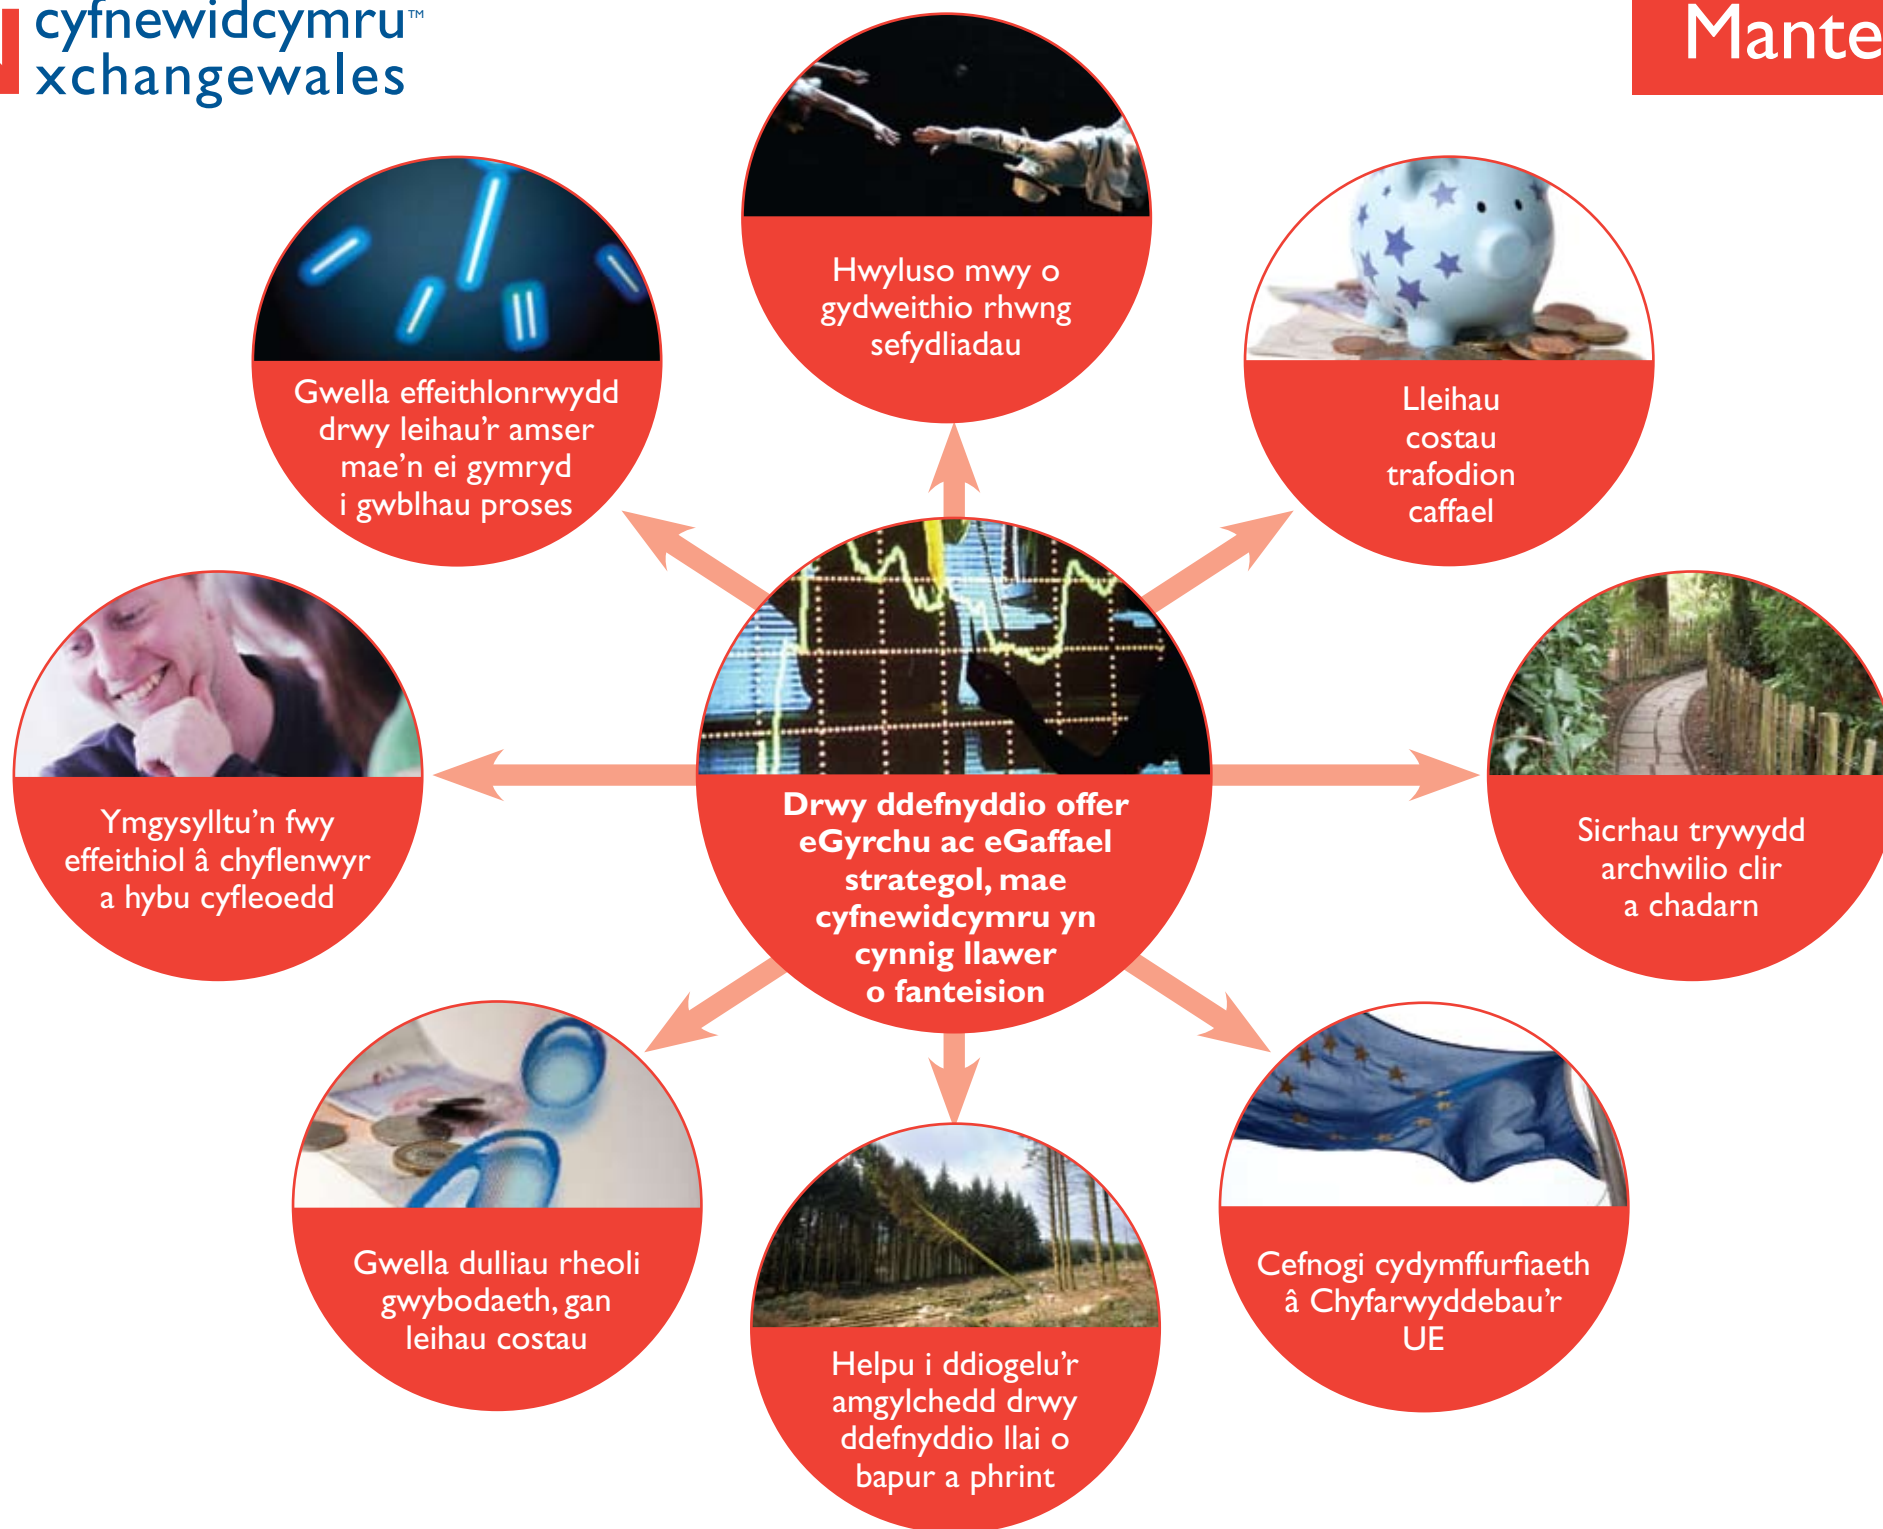 cyfnewidcymru™
xchangewales
Hwyluso mwy o
gydweithio rhwng
sefydliadau
Gwella effeithlonrwydd
drwy leihau'r amser
mae'n ei gymryd
i gwblhau proses
Lleihau
costau
trafodion
caffael
Ymgysylltu'n fwy
effeithiol â chyflenwyr
a hybu cyfleoedd
Drwy ddefnyddio offer
eGyrchu ac eGaffael
strategol, mae
cyfnewidcymru yn
cynnig llawer
o fanteision
Sicrhau trywydd
archwilio clir
a chadarn
Gwella dulliau rheoli
gwybodaeth, gan
leihau costau
Helpu i ddiogelu'r
amgylchedd drwy
ddefnyddio llai o
bapur a phrint
Cefnogi cydymffurfiaeth
â Chyfarwyddebau'r
UE